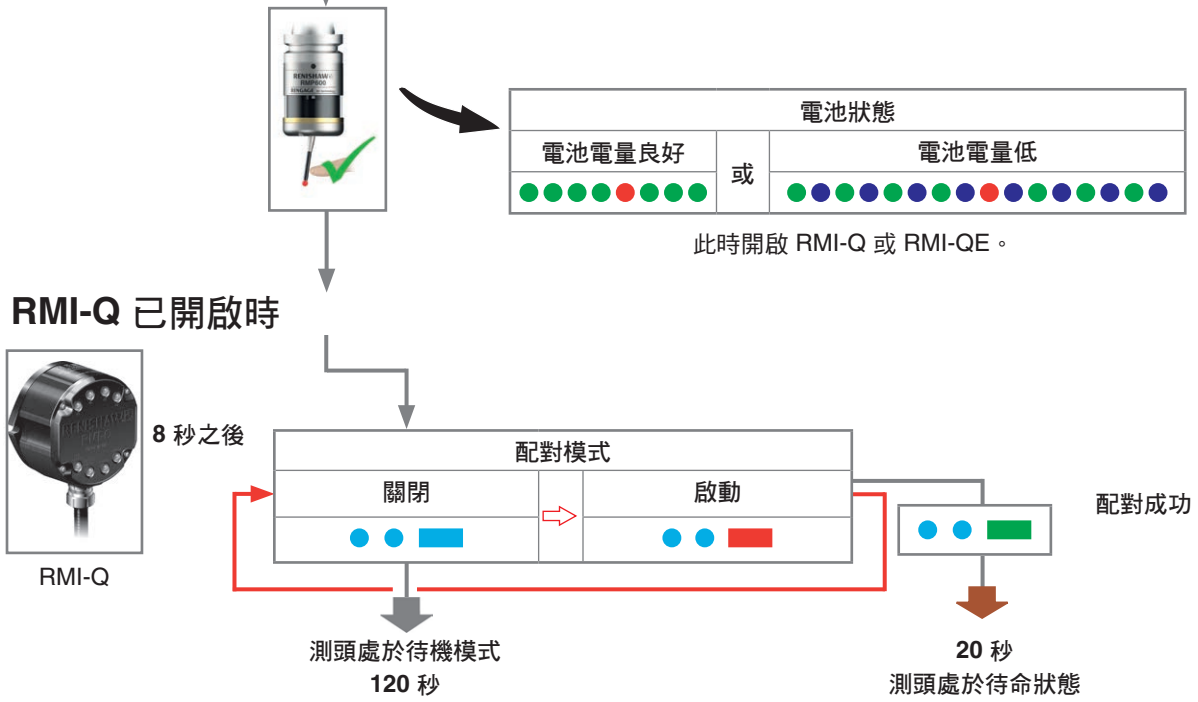 RENISHAW
RMP600
電池狀態
電池電量良好
或
電池電量低
此時開啟 RMI-Q 或 RMI-QE。
RMI-Q 已開啟時
RENISHAW
RMI-Q
8 秒之後
配對模式
關閉
啟動
配對成功
測頭處於待機模式
120 秒
20 秒
測頭處於待命狀態